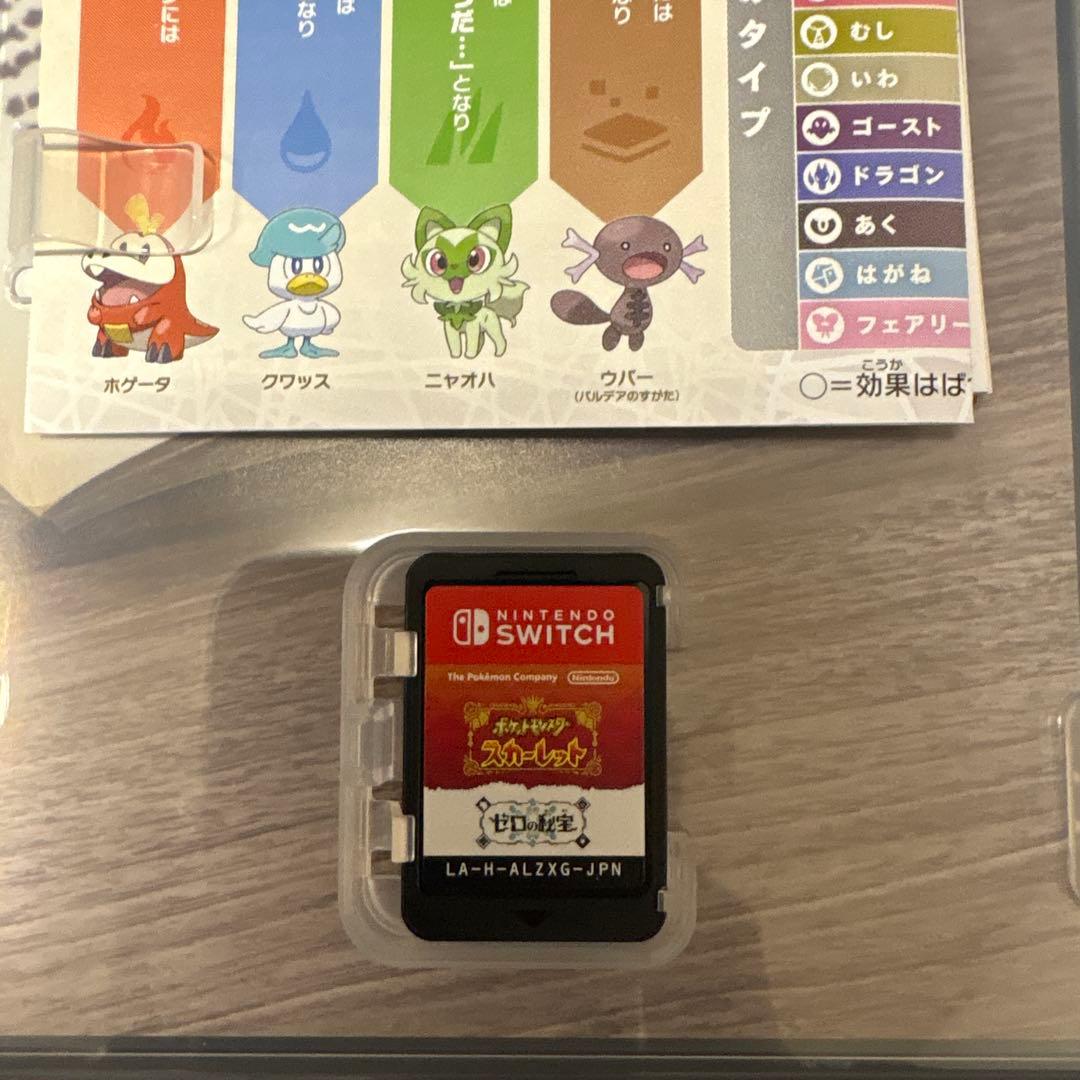 には
は
なり
は
つだ…」となり
は
なり
タイプ
むし
いわ
ゴースト
ドラゴン
あく
はがね
フェアリー
ホゲータ
クワッス
ニャオハ
ウパー
(パルデアのすがた)
こうか
○=効果はば
NINTENDO
SWITCH
The Pokémon Company Nintendo
ポケットモンスター
スカーレット
ゼロの秘宝
LA-H-ALZXG-JPN